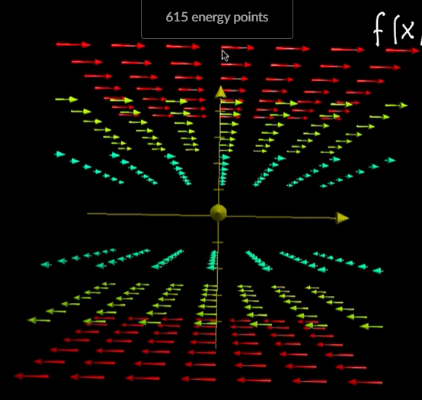 615 energy points
f(x,